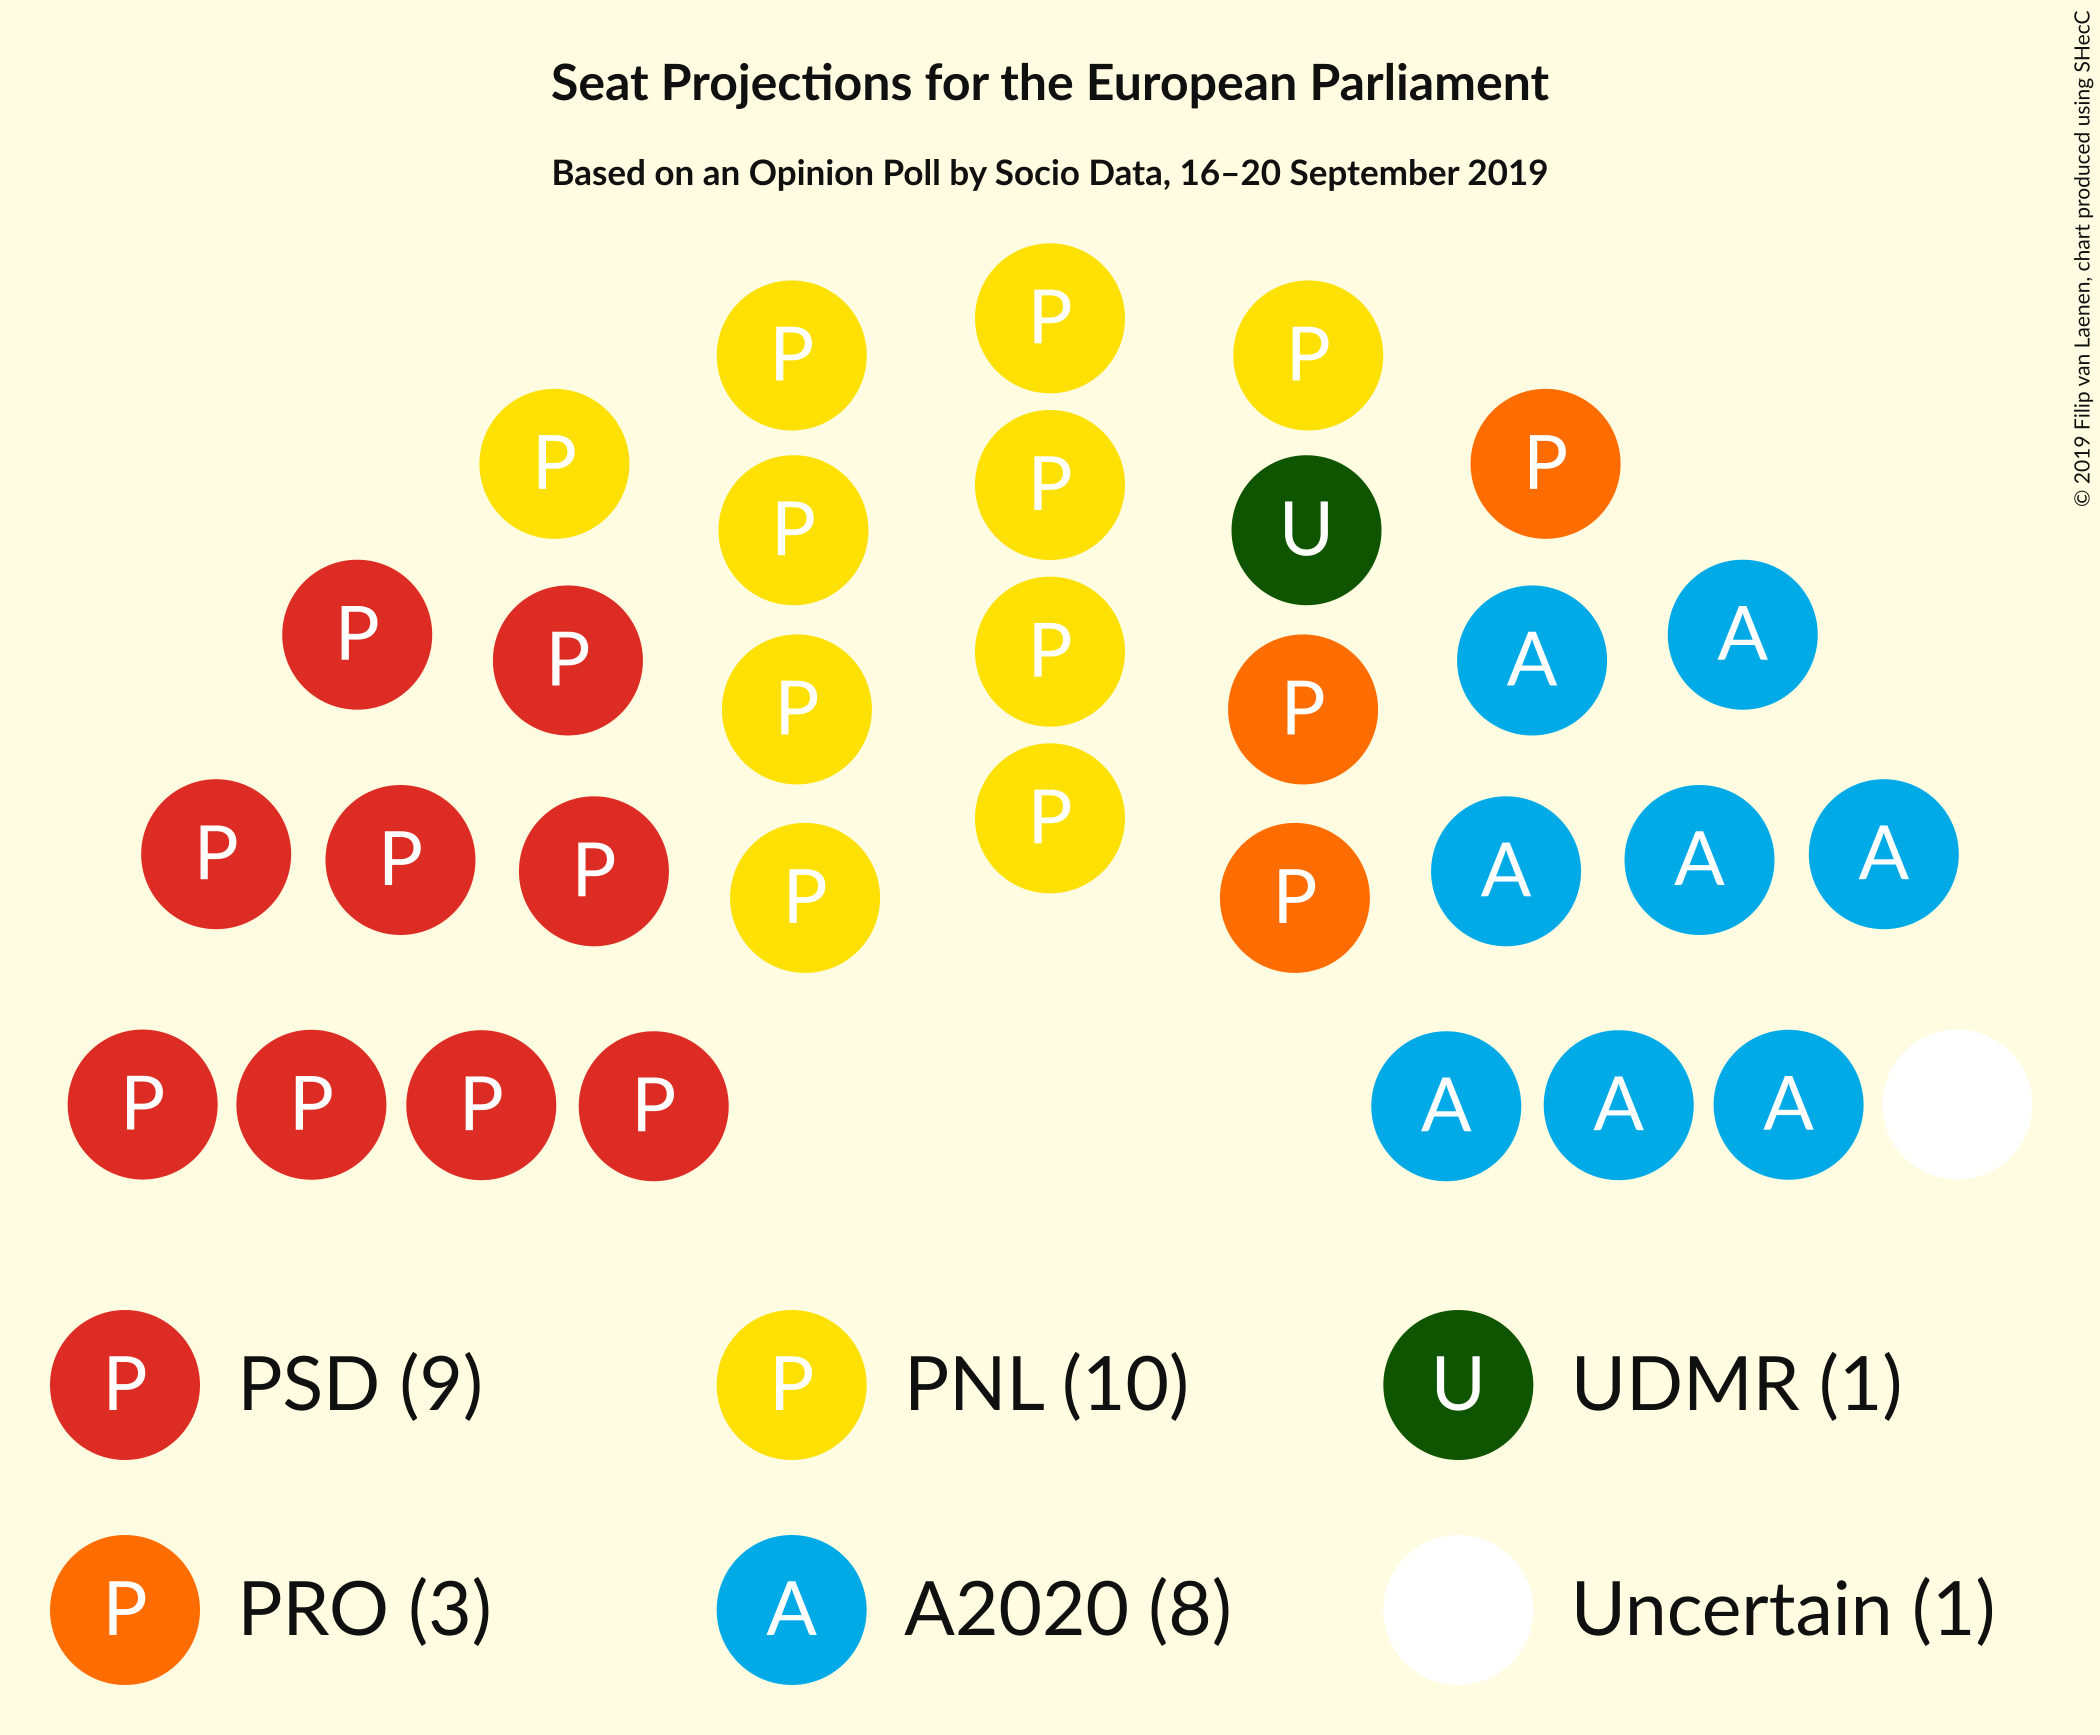 Seat Projections for the European Parliament
Based on an Opinion Poll by Socio Data, 16–20 September 2019
© 2019 Filip van Laenen, chart produced using SHecC
P
P P
P P
P P
P U
P P
A A
P P
P
P P
P P
A A A
P P P
P
P P P P
A A A
P PSD (9)
P PNL (10)
U UDMR (1)
P PRO (3)
A A2020 (8)
Uncertain (1)